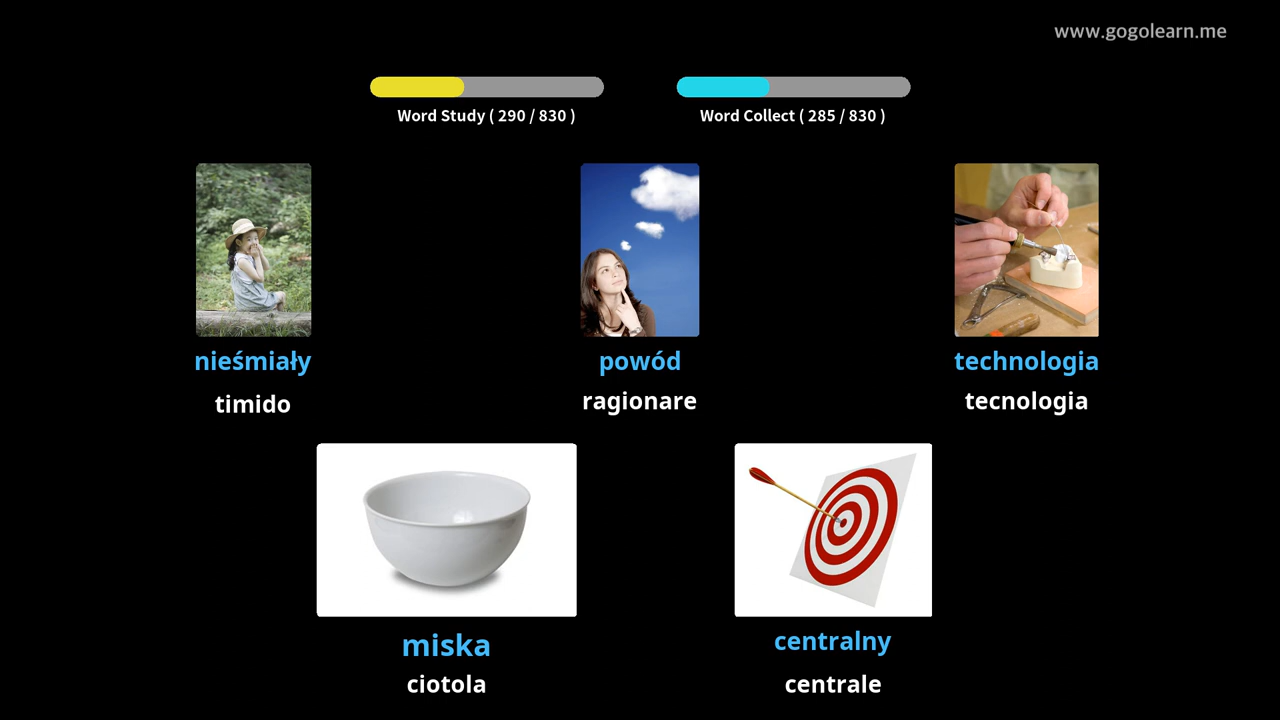 www.gogolearn.me
Word Study ( 290 / 830 )
Word Collect ( 285 / 830 )
nieśmiały
timido
powód
ragionare
technologia
tecnologia
miska
ciotola
centralny
centrale